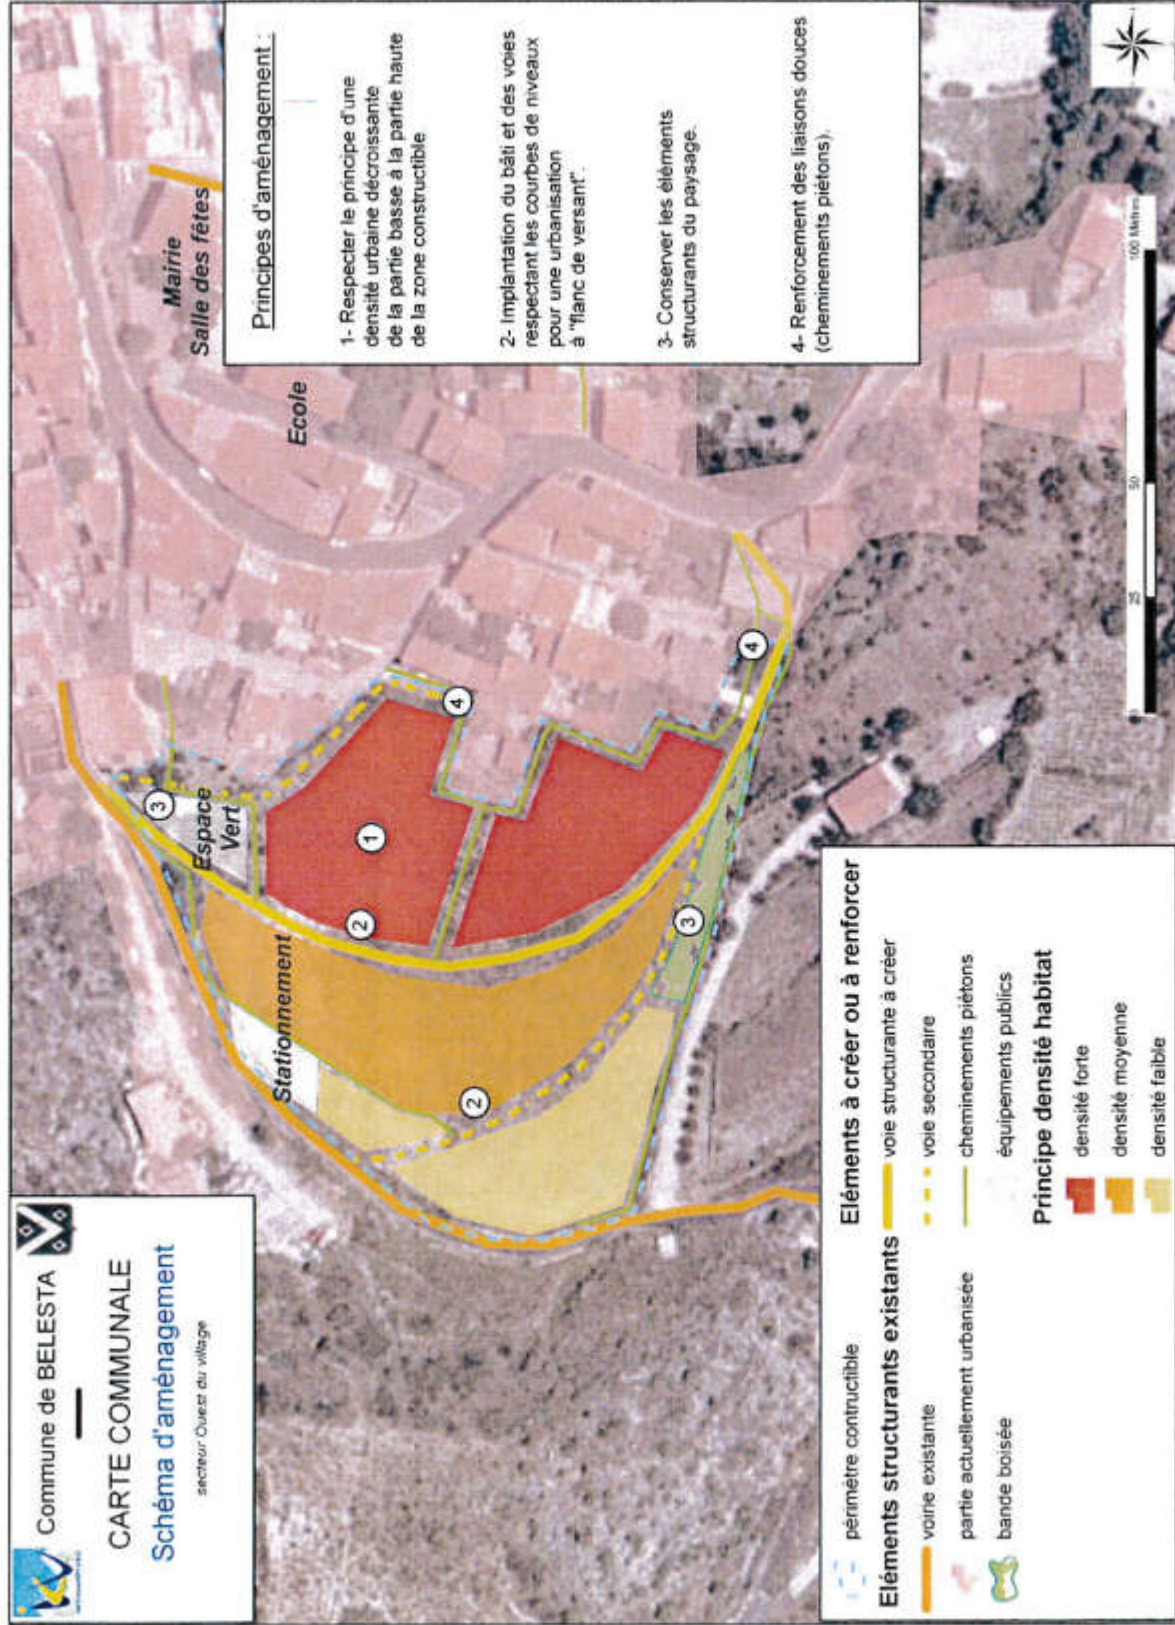 Commune de BELESTA
CARTE COMMUNALE
Schéma d'aménagement
secteur Ouest du village
Principes d'aménagement :
1- Respecter le principe d'une
densité urbaine décroissante
de la partie basse à la partie haute
de la zone constructible
2- Implantation du bâti et des voies
respectant les courbes de niveaux
pour une urbanisation
à "flanc de versant".
3- Conserver les éléments
structurants du paysage.
4- Renforcement des liaisons douces
(cheminements piétons).
Mairie
Salle des fêtes
Ecole
Espace
Vert
Stationnement
3
1
2
4
4
3
2
périmètre contructible
Eléments structurants existants
voirie existante
partie actuellement urbanisée
bande boisée
Eléments à créer ou à renforcer
voie structurante à créer
voie secondaire
cheminements piétons
équipements publics
Principe densité habitat
densité forte
densité moyenne
densité faible
0 25 50 100 Mètres